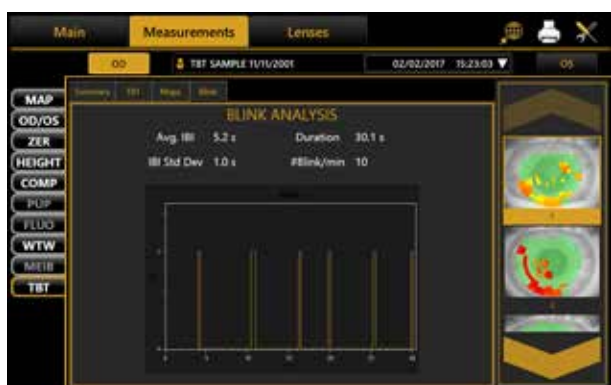 Main Measurements Lenses
OD TBT SAMPLE 11/11/2001 02/02/2017 15:23:03 OS
Summary TBT Maps Blink
MAP
OD/OS
ZER
HEIGHT
COMP
PUP
FLUO
WTW
MEIB
TBT
BLINK ANALYSIS
Avg. IBI 5.2 s Duration 30.1 s
IBI Std Dev 1.0 s #Blink/min 10